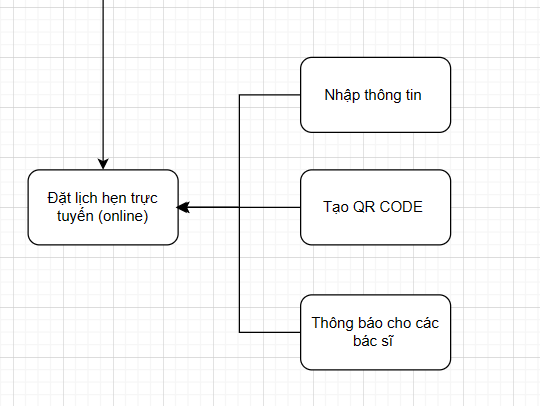 Nhập thông tin
Đặt lịch hẹn trực
tuyến (online)
Tạo QR CODE
Thông báo cho các
bác sĩ